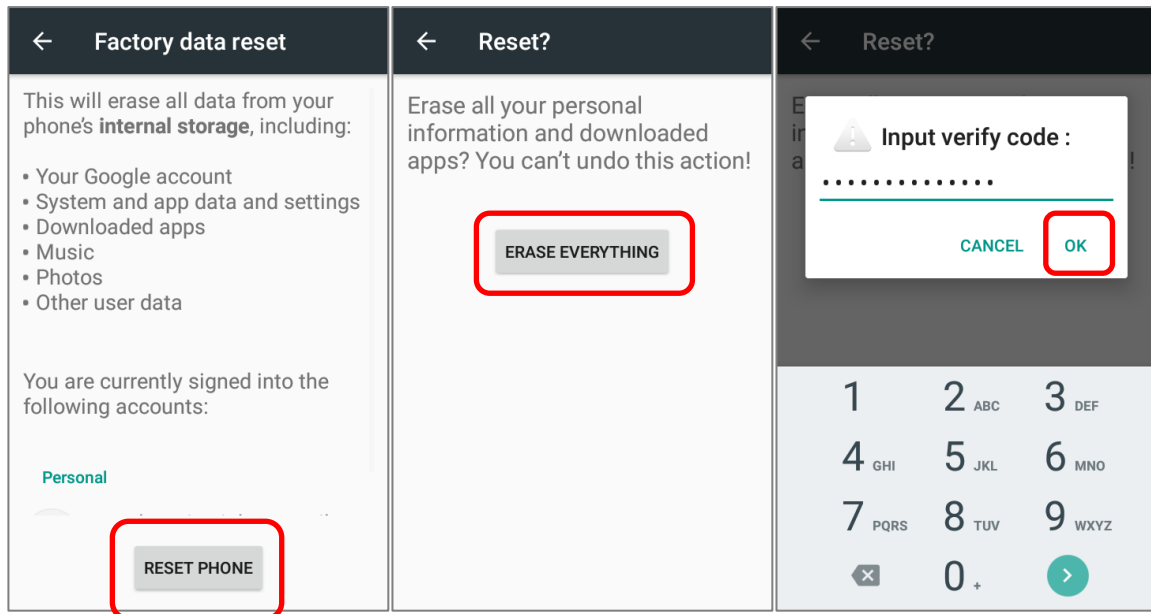 Factory data reset
This will erase all data from your
phone's internal storage, including:
• Your Google account
• System and app data and settings
• Downloaded apps
• Music
• Photos
• Other user data
You are currently signed into the
following accounts:
Personal
RESET PHONE
Reset?
Erase all your personal
information and downloaded
apps? You can't undo this action!
ERASE EVERYTHING
Reset?
Input verify code :
CANCEL OK
1 2 ABC 3 DEF
4 GHI 5 JKL 6 MNO
7 PQRS 8 TUV 9 WXYZ
0 +